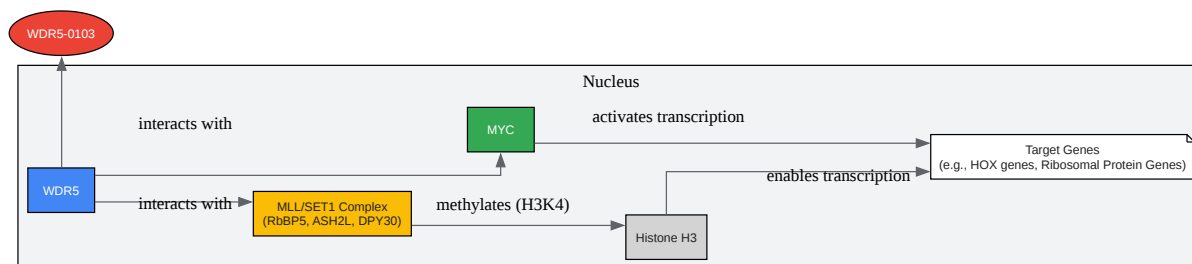 WDR5-0103
Nucleus
interacts with
MYC
activates transcription
Target Genes
(e.g., HOX genes, Ribosomal Protein Genes)
WDR5
interacts with
MLL/SET1 Complex
(RbBP5, ASH2L, DPY30)
methylates (H3K4)
enables transcription
Histone H3